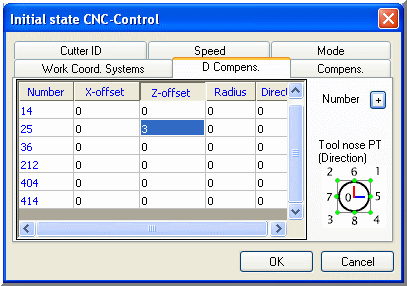 Initial state CNC-Control
Cutter ID Speed Mode
Work Coord. Systems D Compens. Compens.
Number X-offset Z-offset Radius Direct
14 0 0 0 0
25 0 3 0 0
36 0 0 0 0
212 0 0 0 0
404 0 0 0 0
414 0 0 0 0
Number +
Tool nose PT
(Direction)
2 6 1
7 0 5
3 8 4
OK Cancel